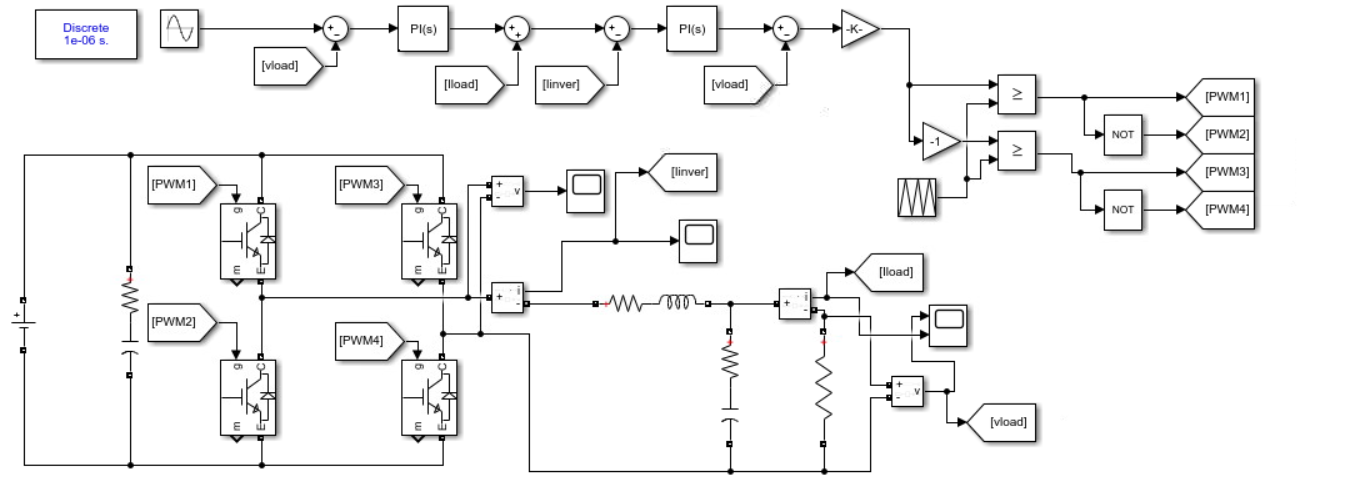 Discrete
1e-06 s.
PI(s)
PI(s)
-K-
[vload]
[Iload]
[Iinver]
[vload]
≥
[PWM1]
NOT
[PWM2]
-1
≥
[PWM3]
NOT
[PWM4]
[PWM1]
[PWM3]
[Iinver]
+
-
v
g
C
m
E
g
C
m
E
+
i
-
[Iload]
+
i
-
[PWM2]
[PWM4]
g
C
m
E
g
C
m
E
+
-
v
[vload]